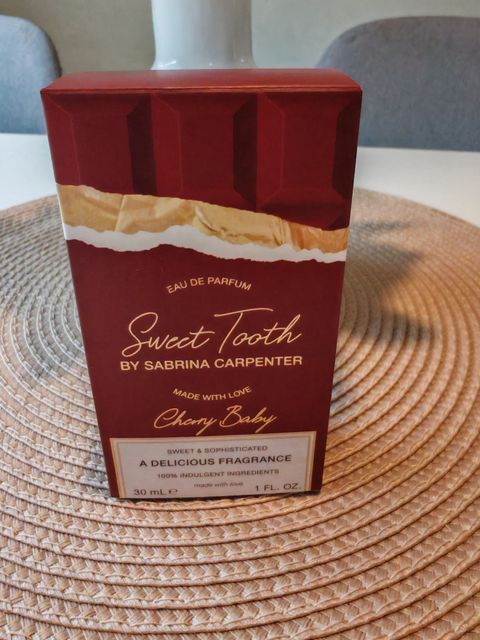 EAU DE PARFUM
Sweet Tooth
BY SABRINA CARPENTER
MADE WITH LOVE
Cherry Baby
SWEET & SOPHISTICATED
A DELICIOUS FRAGRANCE
100% INDULGENT INGREDIENTS
made with love
30 mL ℮ 1 FL. OZ.